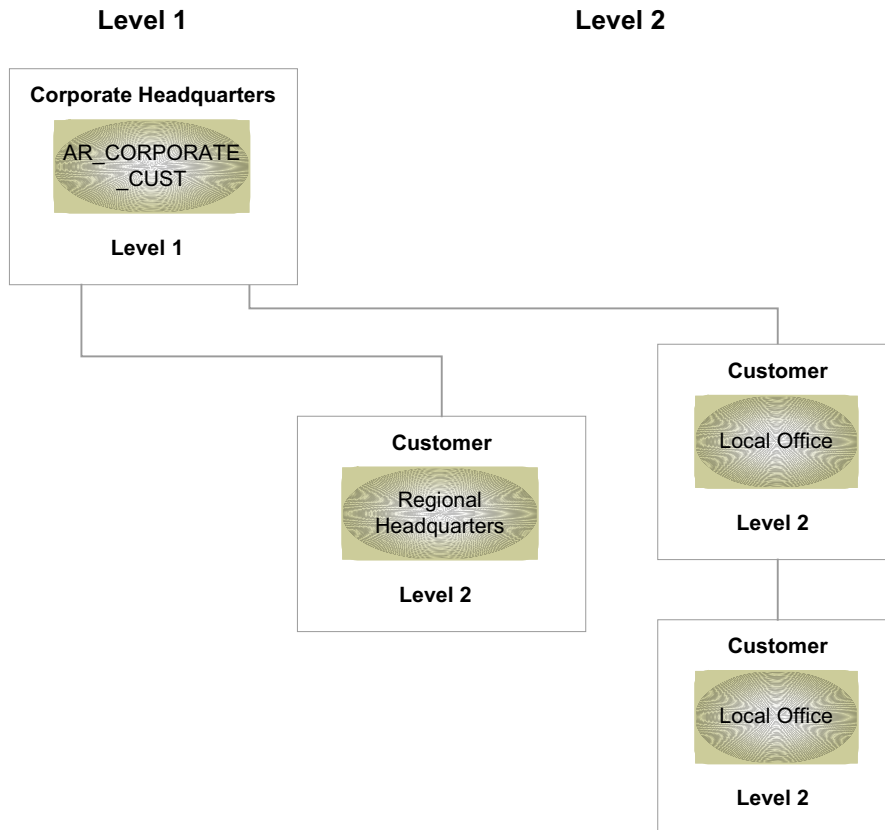 Level 1
Level 2
Corporate Headquarters
AR_CORPORATE
_CUST
Level 1
Customer
Local Office
Level 2
Customer
Regional
Headquarters
Level 2
Customer
Local Office
Level 2